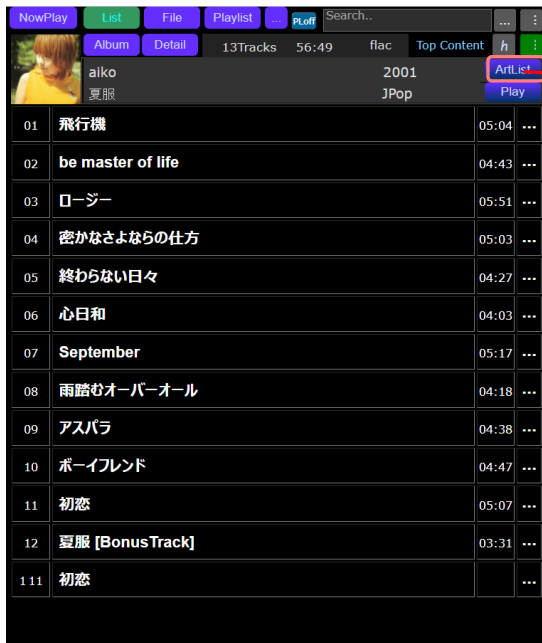 NowPlay List File Playlist ... PLoff Search.. ... ⋮
Album Detail 13Tracks 56:49 flac Top Content h ⋮
aiko 2001 ArtList
夏服 JPop Play
01 飛行機 05:04 ...
02 be master of life 04:43 ...
03 ロージー 05:51 ...
04 密かなさよならの仕方 05:03 ...
05 終わらない日々 04:27 ...
06 心日和 04:03 ...
07 September 05:17 ...
08 雨踏むオーバーオール 04:18 ...
09 アスパラ 04:38 ...
10 ボーイフレンド 04:47 ...
11 初恋 05:07 ...
12 夏服 [BonusTrack] 03:31 ...
1 11 初恋 ...